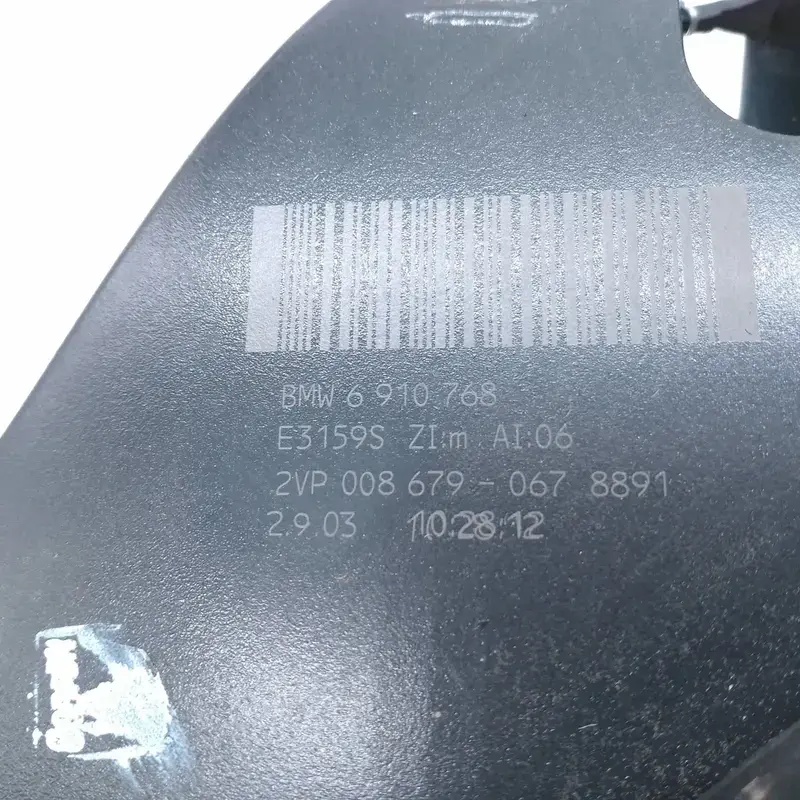 BMW 6 910 768
E3159S ZI:m AI:06
2VP 008 679-067 8891
2.9.03 10:28:12